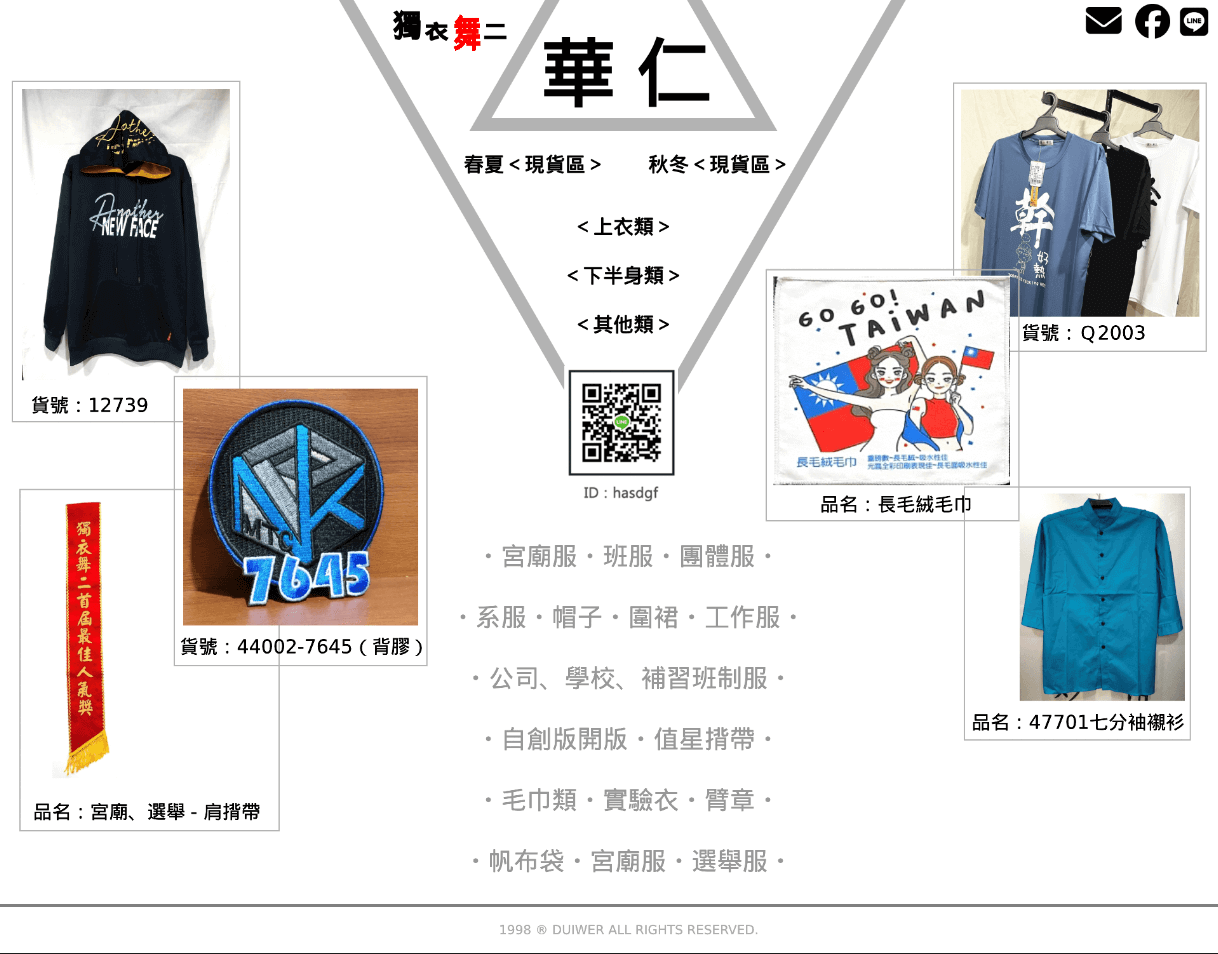 獨衣舞二
華仁
LINE
春夏<現貨區>
秋冬<現貨區>
<上衣類>
<下半身類>
<其他類>
LINE
ID：hasdgf
Another
NEW FACE
貨號：12739
MTC
7645
貨號：44002-7645（背膠）
獨衣舞二首屆最佳人氣獎
品名：宮廟、選舉 - 肩揹帶
幹
好熱
貨號：Q2003
GO GO!
TAIWAN
長毛絨毛巾
品名：長毛絨毛巾
品名：47701七分袖襯衫
・宮廟服・班服・團體服・
・系服・帽子・圍裙・工作服・
・公司、學校、補習班制服・
・自創版開版・值星揹帶・
・毛巾類・實驗衣・臂章・
・帆布袋・宮廟服・選舉服・
1998 ® DUIWER ALL RIGHTS RESERVED.